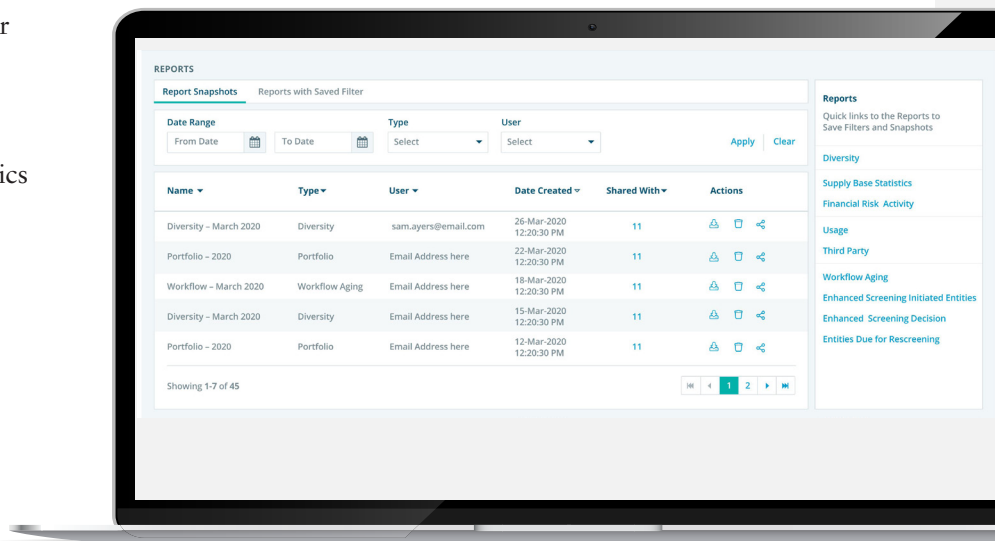 r
ics
REPORTS
Report Snapshots Reports with Saved Filter
Date Range Type User
From Date To Date Select Select Apply Clear
Name Type User Date Created Shared With Actions
Diversity – March 2020 Diversity sam.ayers@email.com 26-Mar-2020 12:20:30 PM 11
Portfolio – 2020 Portfolio Email Address here 22-Mar-2020 12:20:30 PM 11
Workflow – March 2020 Workflow Aging Email Address here 18-Mar-2020 12:20:30 PM 11
Diversity – March 2020 Diversity Email Address here 15-Mar-2020 12:20:30 PM 11
Portfolio – 2020 Portfolio Email Address here 12-Mar-2020 12:20:30 PM 11
Showing 1-7 of 45 1 2
Reports
Quick links to the Reports to
Save Filters and Snapshots
Diversity
Supply Base Statistics
Financial Risk Activity
Usage
Third Party
Workflow Aging
Enhanced Screening Initiated Entities
Enhanced Screening Decision
Entities Due for Rescreening